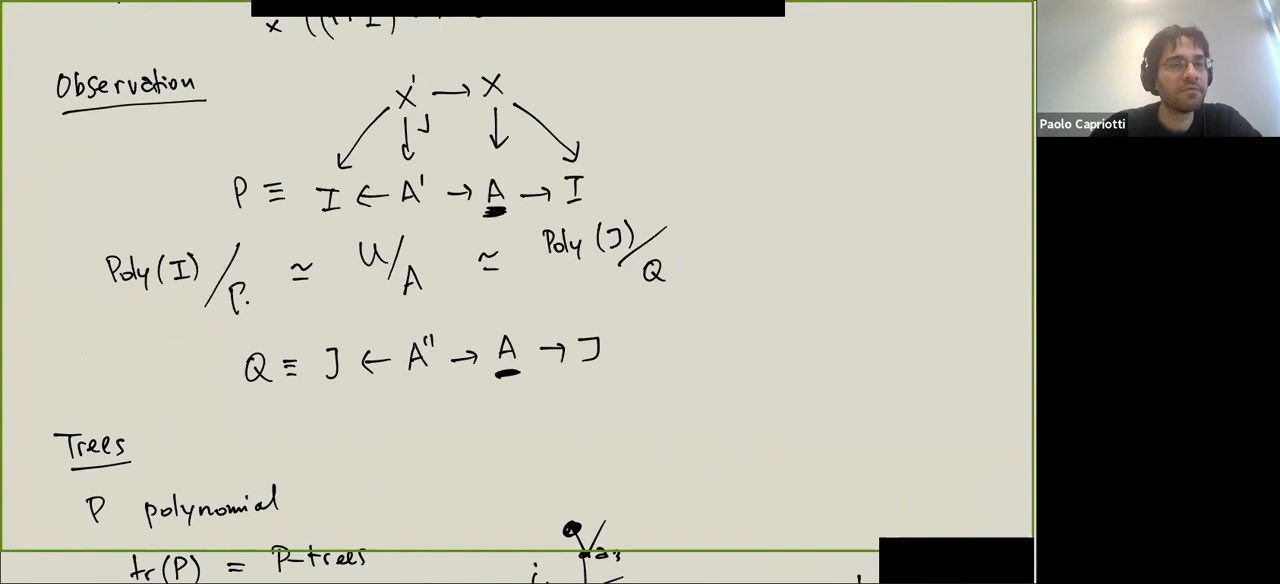 x ((
Observation
X' → X
P ≡ I ← A' → A → I
Poly(I)/P. ≃ U/A ≃ Poly(J)/Q
Q ≡ J ← A'' → A → J
Trees
P polynomial
tr(P) = P-trees
Paolo Capriotti